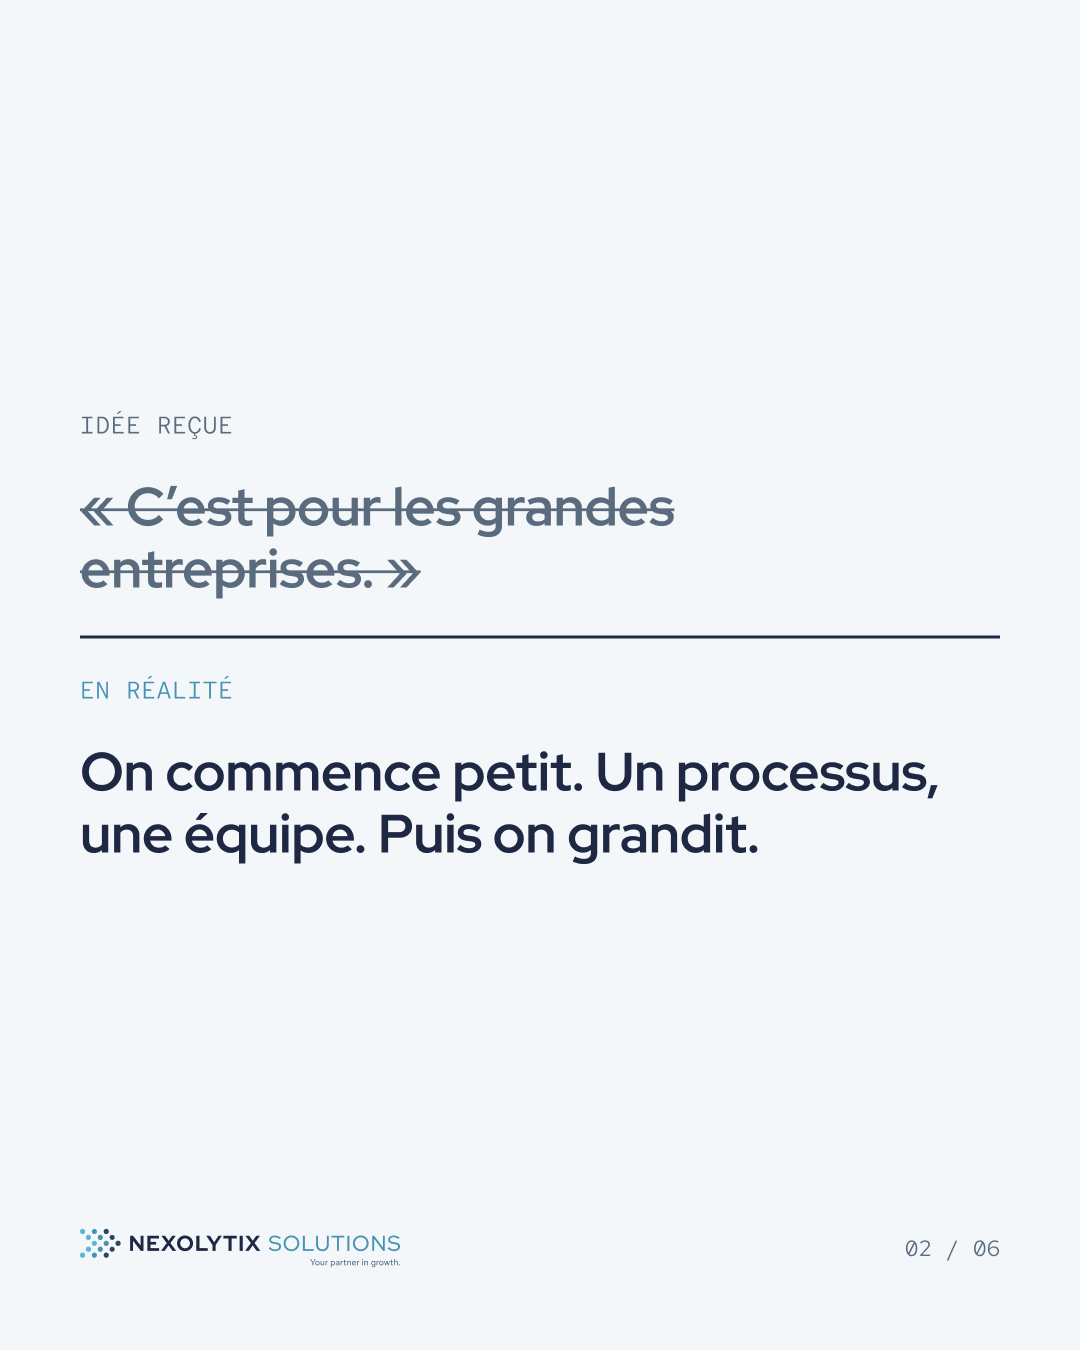 IDÉE REÇUE
« C’est pour les grandes
entreprises. »
EN RÉALITÉ
On commence petit. Un processus,
une équipe. Puis on grandit.
NEXOLYTIX SOLUTIONS
Your partner in growth.
02 / 06